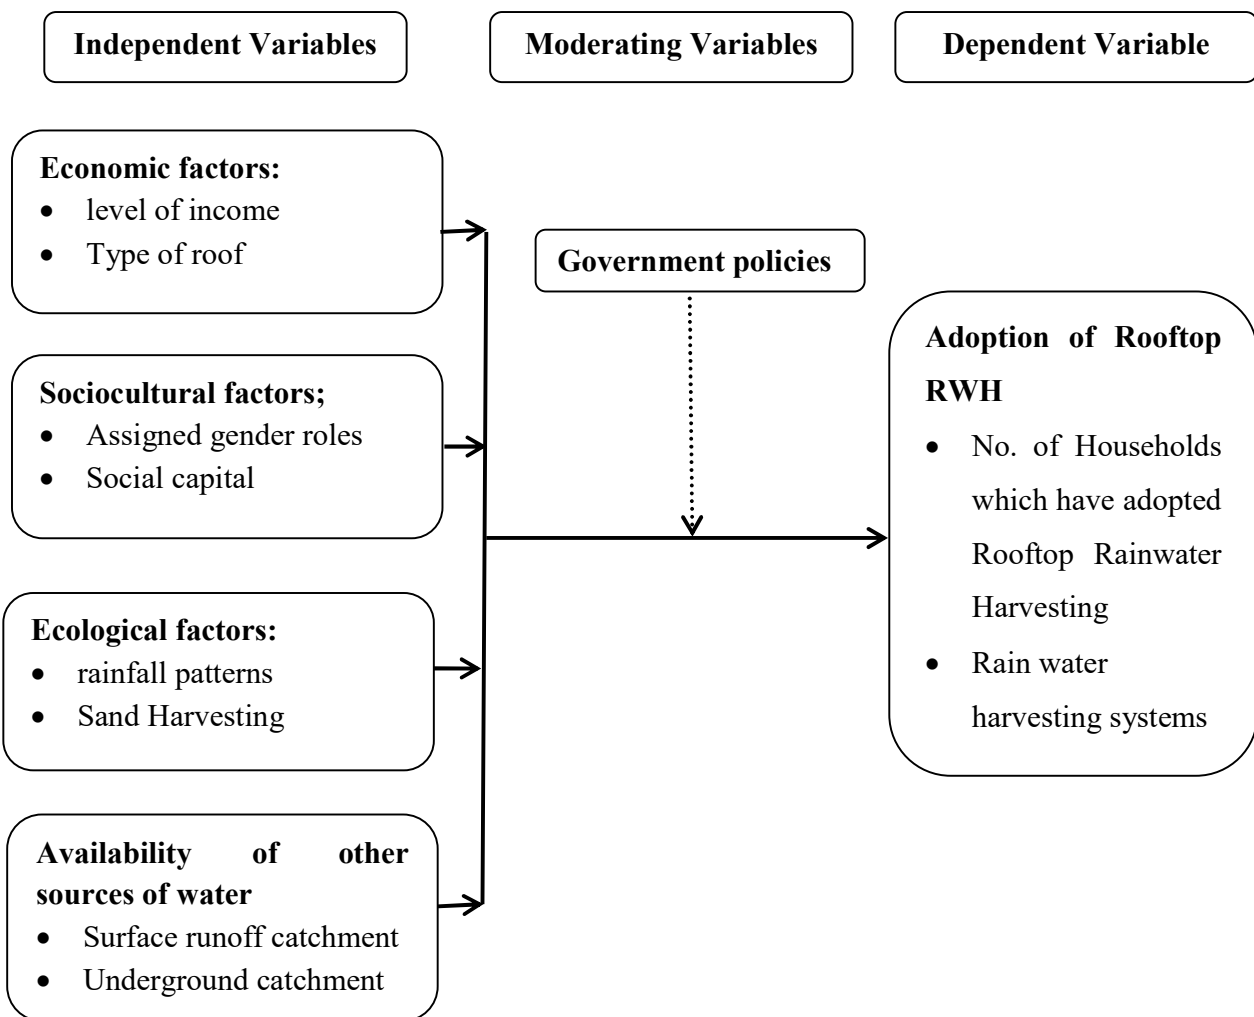 Independent Variables
Moderating Variables
Dependent Variable
Economic factors:
• level of income
• Type of roof
Sociocultural factors;
• Assigned gender roles
• Social capital
Ecological factors:
• rainfall patterns
• Sand Harvesting
Availability of other
sources of water
• Surface runoff catchment
• Underground catchment
Government policies
Adoption of Rooftop
RWH
• No. of Households
which have adopted
Rooftop Rainwater
Harvesting
• Rain water
harvesting systems